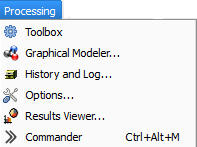 Processing
Toolbox
Graphical Modeler...
History and Log...
Options...
Results Viewer...
Commander Ctrl+Alt+M